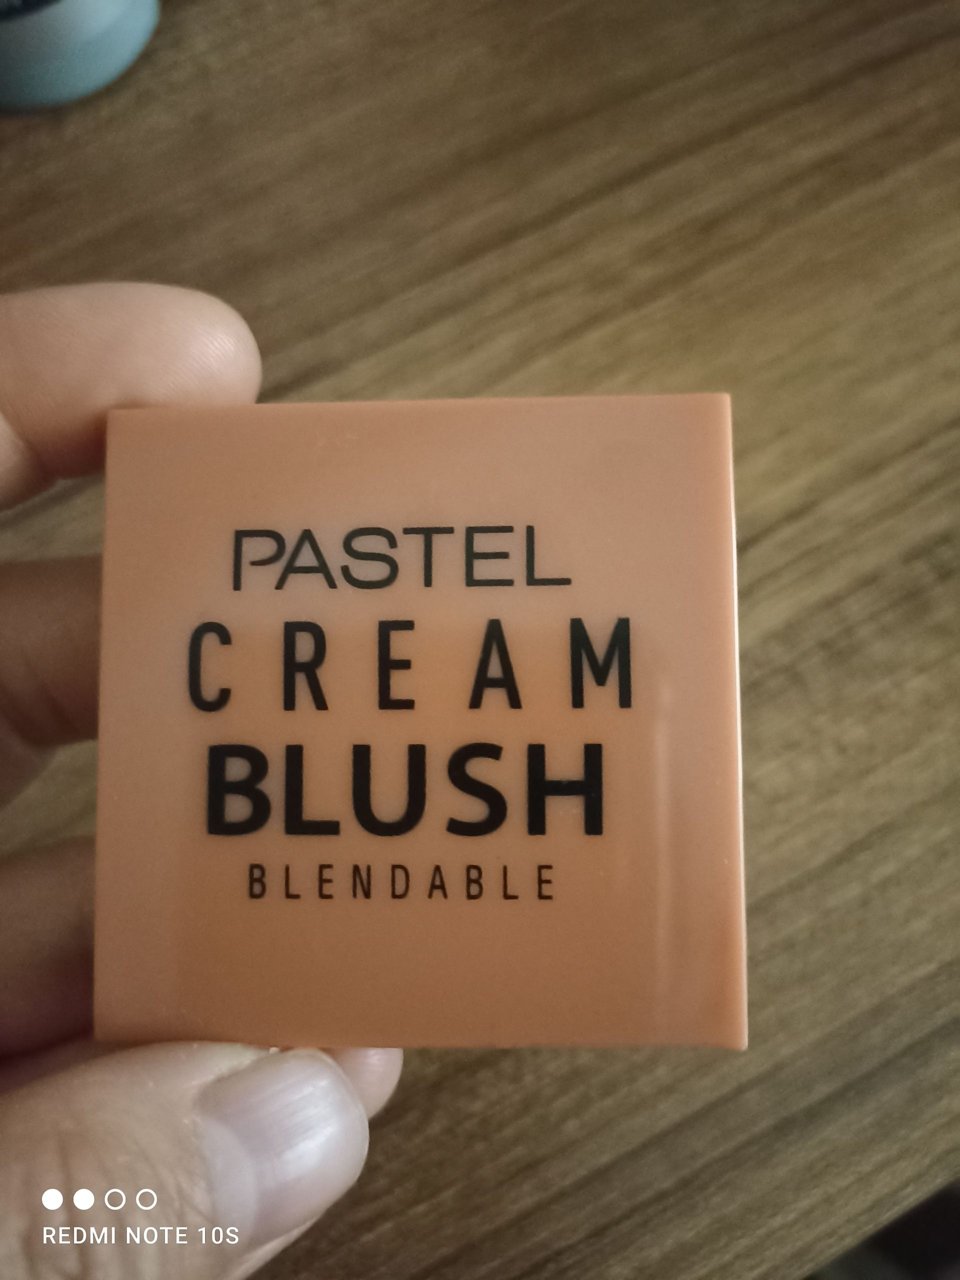 PASTEL
CREAM
BLUSH
BLENDABLE
REDMI NOTE 10S